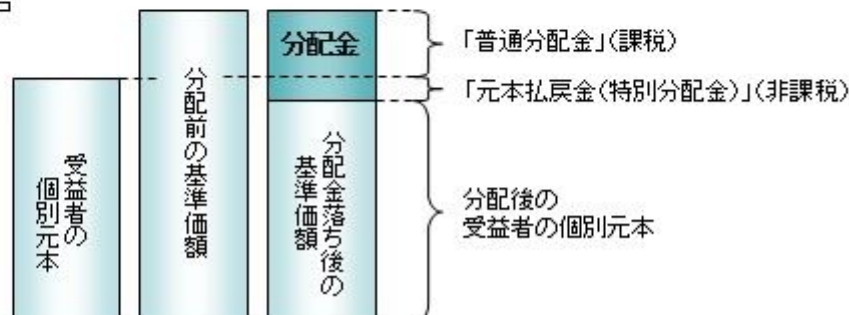 分配金
「普通分配金」(課税)
「元本払戻金(特別分配金)」(非課税)
受益者の
個別元本
分配前の基準価額
分配金落ち後の
基準価額
分配後の
受益者の個別元本